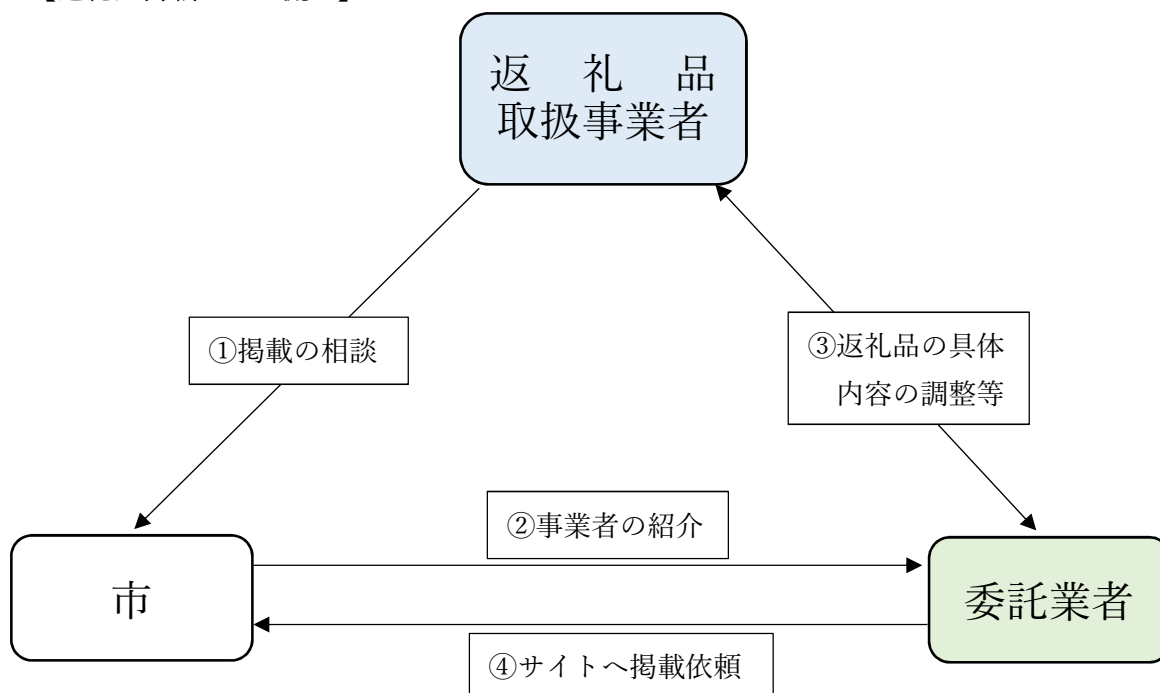 返礼品
取扱事業者
①掲載の相談
③返礼品の具体
内容の調整等
②事業者の紹介
市
委託業者
④サイトへ掲載依頼